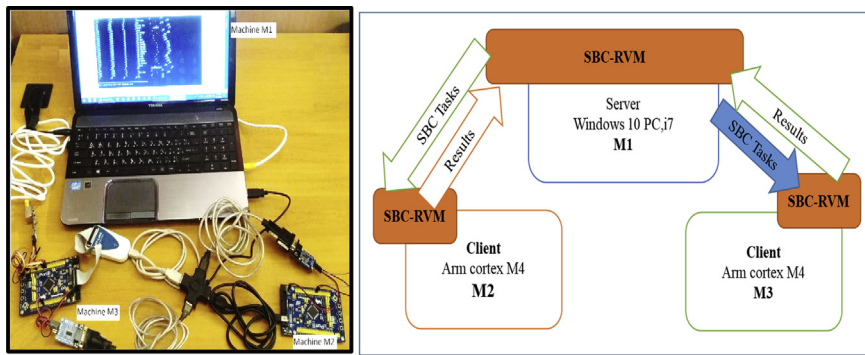 Machine M1
TOSHIBA
Machine M3
Machine M2
SBC-RVM
SBC Tasks
Results
Server
Windows 10 PC,i7
M1
SBC Tasks
Results
SBC-RVM
Client
Arm cortex M4
M2
SBC-RVM
Client
Arm cortex M4
M3